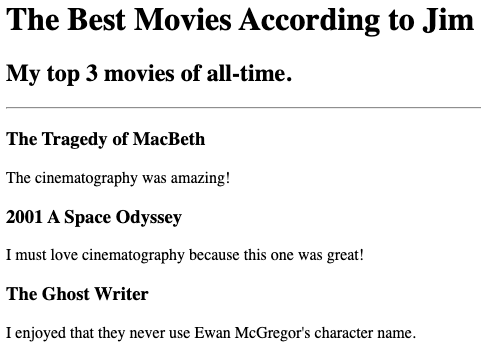 The Best Movies According to Jim
My top 3 movies of all-time.
The Tragedy of MacBeth
The cinematography was amazing!
2001 A Space Odyssey
I must love cinematography because this one was great!
The Ghost Writer
I enjoyed that they never use Ewan McGregor's character name.